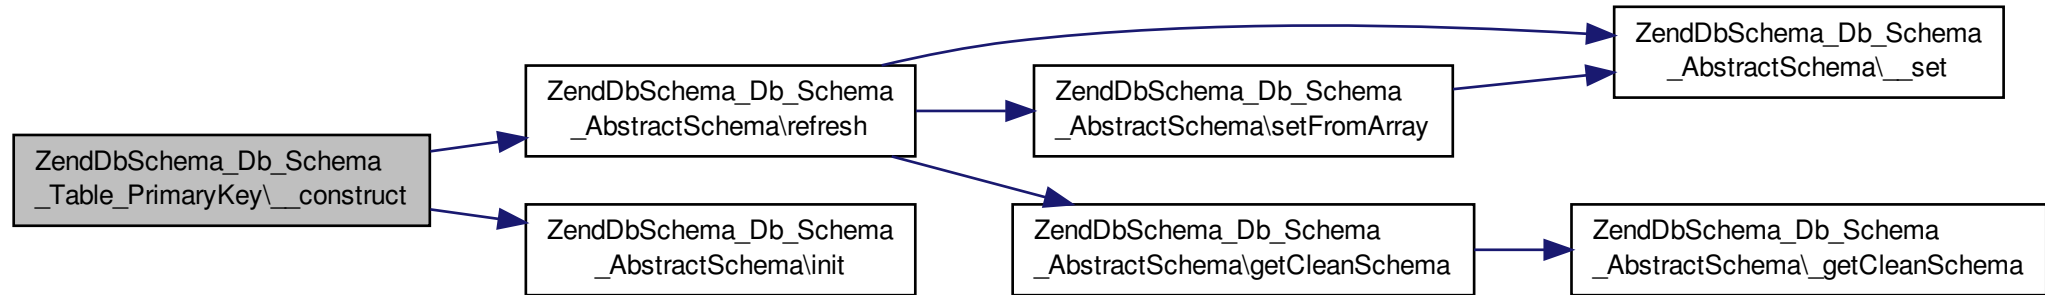 ZendDbSchema_Db_Schema
_Table_PrimaryKey\__construct
ZendDbSchema_Db_Schema
_AbstractSchema\refresh
ZendDbSchema_Db_Schema
_AbstractSchema\init
ZendDbSchema_Db_Schema
_AbstractSchema\setFromArray
ZendDbSchema_Db_Schema
_AbstractSchema\getCleanSchema
ZendDbSchema_Db_Schema
_AbstractSchema\__set
ZendDbSchema_Db_Schema
_AbstractSchema\_getCleanSchema